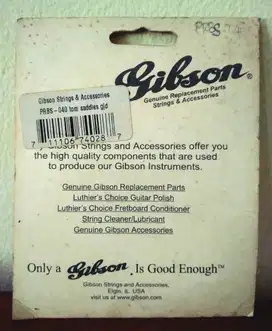 PRBS
Gibson®
Genuine Replacement Parts
Strings & Accessories
Gibson Strings & Accessories
PRBS - 040 tom saddles gld
7 11106 74028 7
Gibson Strings and Accessories offer you
the high quality components that are used
to produce our Gibson Instruments.
Genuine Gibson Replacement Parts
Luthier's Choice Guitar Polish
Luthier's Choice Fretboard Conditioner
String Cleaner/Lubricant
Genuine Gibson Accessories
Only a Gibson Is Good Enough™
Gibson Strings and Accessories,
Elgin, IL USA
visit us at www.gibson.com